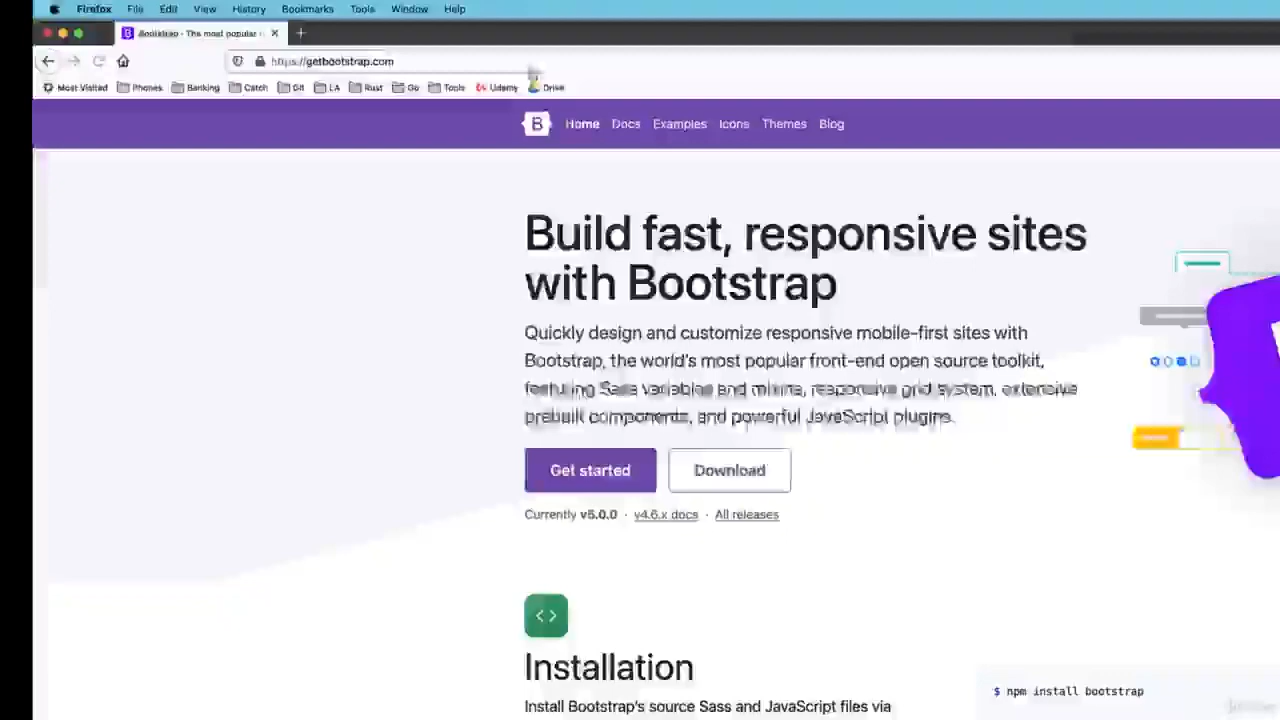 Firefox File Edit View History Bookmarks Tools Window Help
Bootstrap - The most popular
https://getbootstrap.com
Most Visited Phones Banking Catch Git LA Rust Go Tools Udemy Drive
B Home Docs Examples Icons Themes Blog
Build fast, responsive sites
with Bootstrap
Quickly design and customize responsive mobile-first sites with
Bootstrap, the world's most popular front-end open source toolkit,
featuring Sass variables and mixins, responsive grid system, extensive
prebuilt components, and powerful JavaScript plugins.
Get started Download
Currently v5.0.0 · v4.6.x docs · All releases
Installation
$ npm install bootstrap
Install Bootstrap's source Sass and JavaScript files via